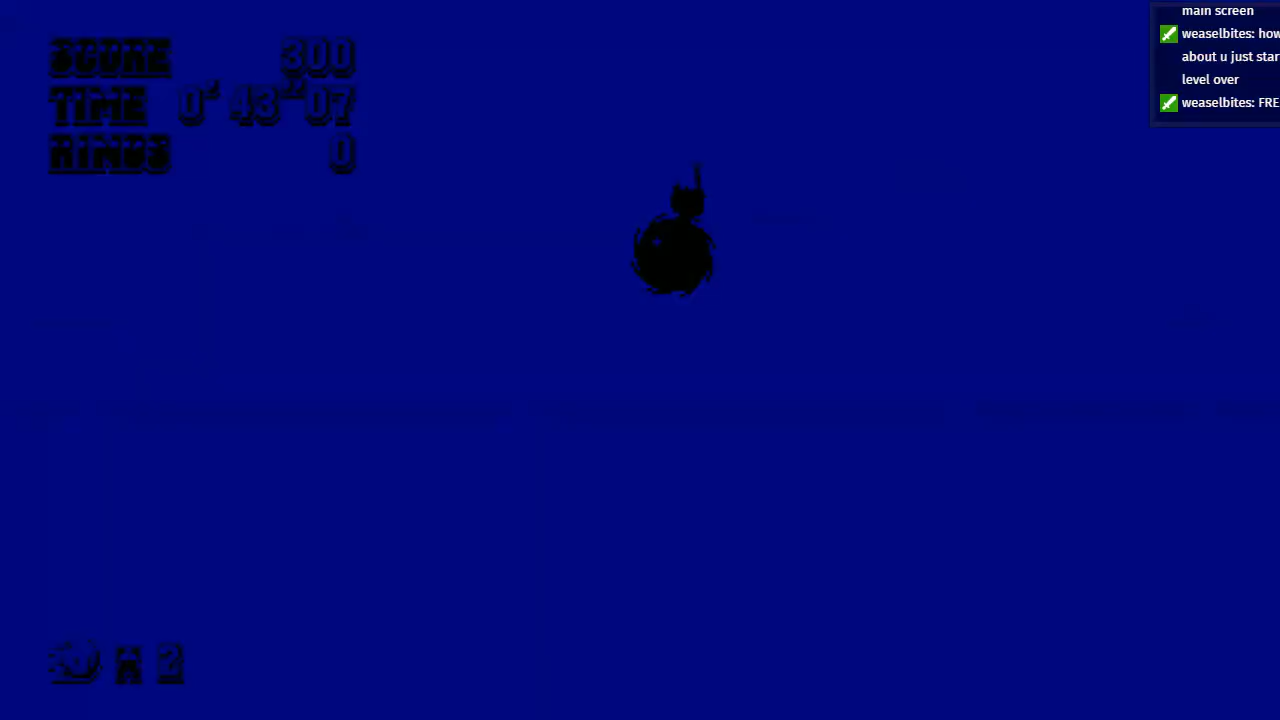 SCORE 300
TIME 0'43"07
RINGS 0
x 2
main screen
weaselbites: how
about u just star
level over
weaselbites: FRE